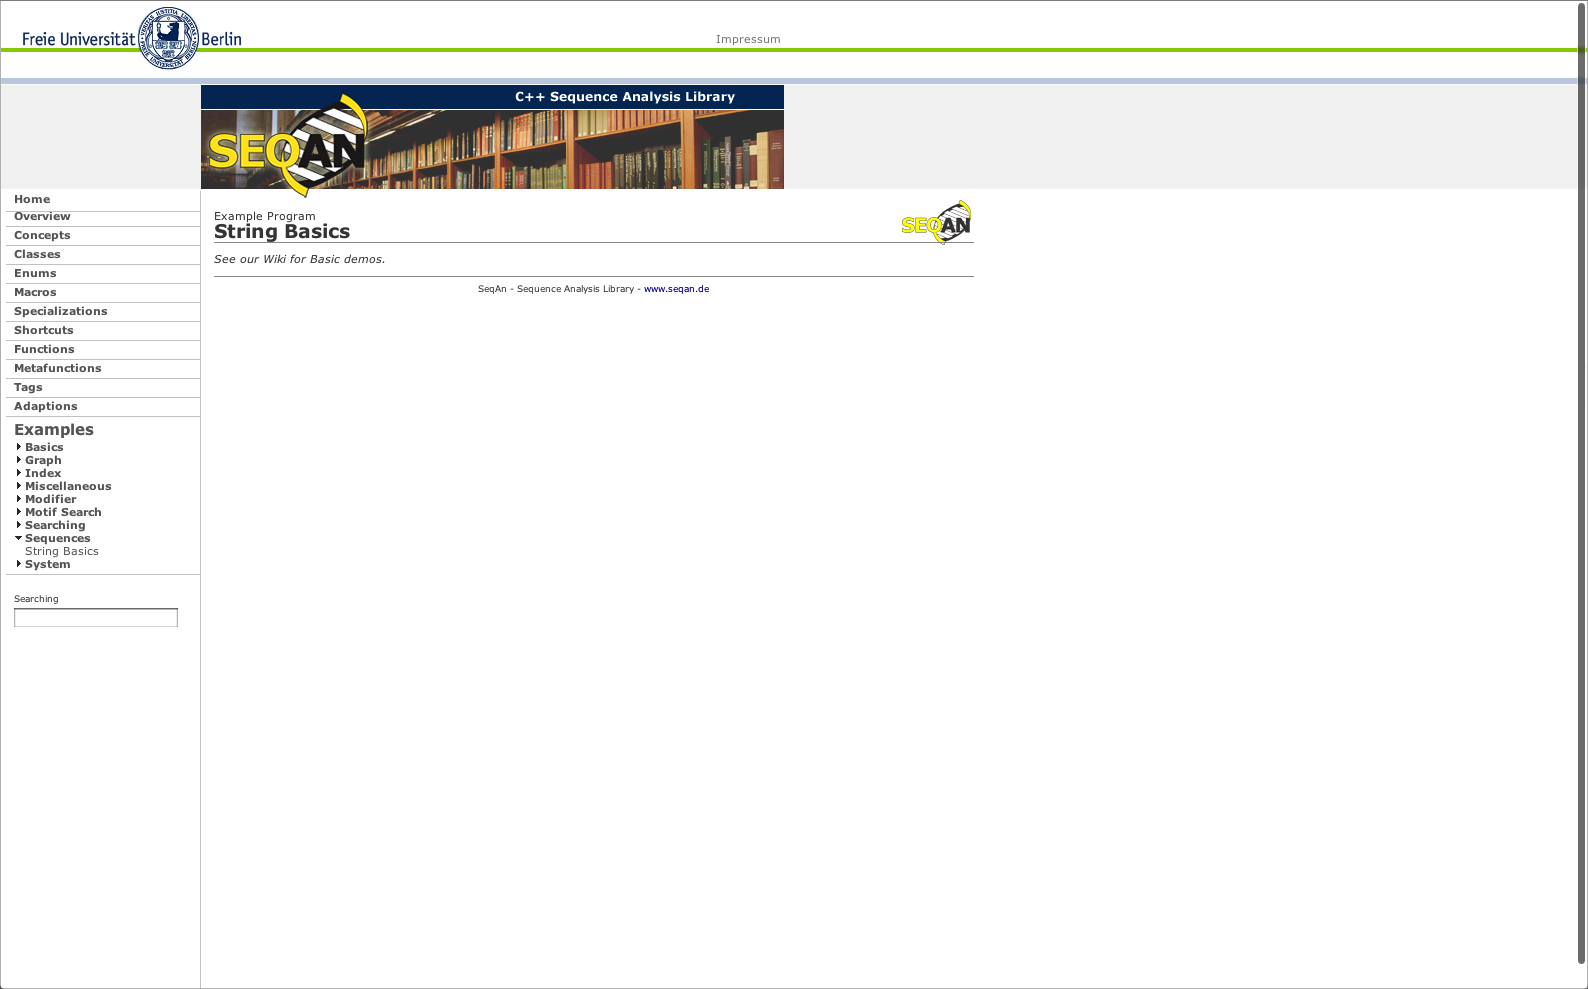 Freie Universität Berlin
Impressum
C++ Sequence Analysis Library
SEQAN
Home
Overview
Concepts
Classes
Enums
Macros
Specializations
Shortcuts
Functions
Metafunctions
Tags
Adaptions
Examples
Basics
Graph
Index
Miscellaneous
Modifier
Motif Search
Searching
Sequences
String Basics
System
Searching
Example Program
String Basics
SEQAN
See our Wiki for Basic demos.
SeqAn - Sequence Analysis Library - www.seqan.de